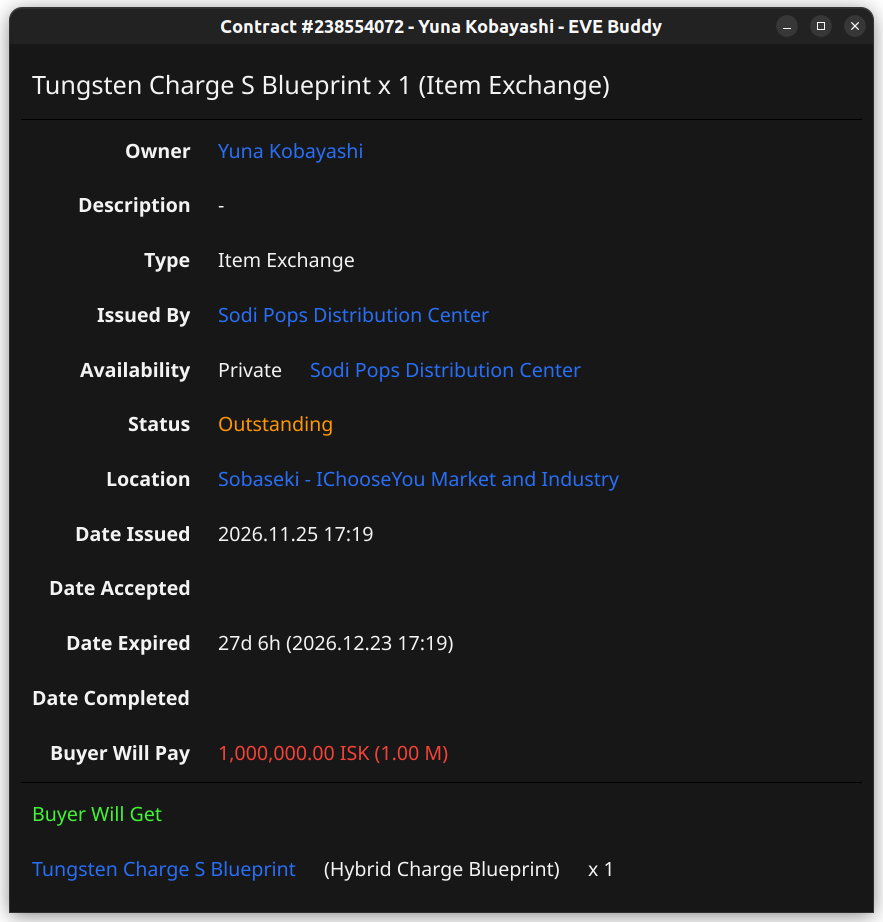 Contract #238554072 - Yuna Kobayashi - EVE Buddy
Tungsten Charge S Blueprint x 1 (Item Exchange)
Owner Yuna Kobayashi
Description -
Type Item Exchange
Issued By Sodi Pops Distribution Center
Availability Private Sodi Pops Distribution Center
Status Outstanding
Location Sobaseki - IChooseYou Market and Industry
Date Issued 2026.11.25 17:19
Date Accepted
Date Expired 27d 6h (2026.12.23 17:19)
Date Completed
Buyer Will Pay 1,000,000.00 ISK (1.00 M)
Buyer Will Get
Tungsten Charge S Blueprint (Hybrid Charge Blueprint) x 1